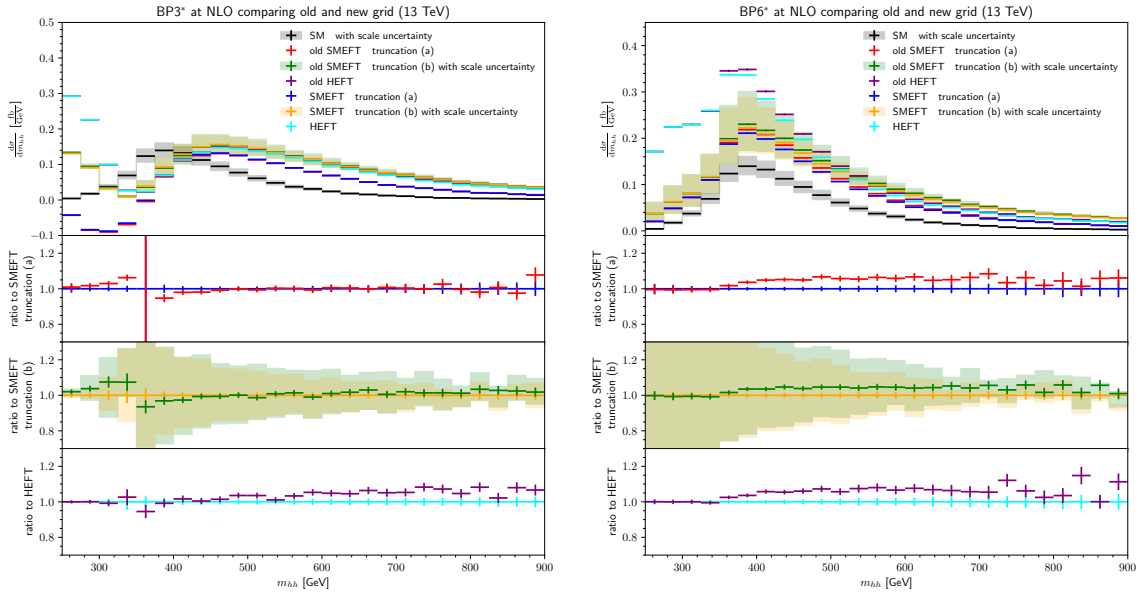 BP3* at NLO comparing old and new grid (13 TeV)
0.5
0.4
0.3
0.2
0.1
0.0
−0.1
dσ/dm_hh [fb/GeV]
SM with scale uncertainty
old SMEFT truncation (a)
old SMEFT truncation (b) with scale uncertainty
old HEFT
SMEFT truncation (a)
SMEFT truncation (b) with scale uncertainty
HEFT
1.2
1.0
0.8
ratio to SMEFT
truncation (a)
1.2
1.0
0.8
ratio to SMEFT
truncation (b)
1.2
1.0
0.8
ratio to HEFT
300 400 500 600 700 800 900
m_hh [GeV]
BP6* at NLO comparing old and new grid (13 TeV)
0.4
0.3
0.2
0.1
0.0
dσ/dm_hh [fb/GeV]
SM with scale uncertainty
old SMEFT truncation (a)
old SMEFT truncation (b) with scale uncertainty
old HEFT
SMEFT truncation (a)
SMEFT truncation (b) with scale uncertainty
HEFT
1.2
1.0
0.8
ratio to SMEFT
truncation (a)
1.2
1.0
0.8
ratio to SMEFT
truncation (b)
1.2
1.0
0.8
ratio to HEFT
300 400 500 600 700 800 900
m_hh [GeV]